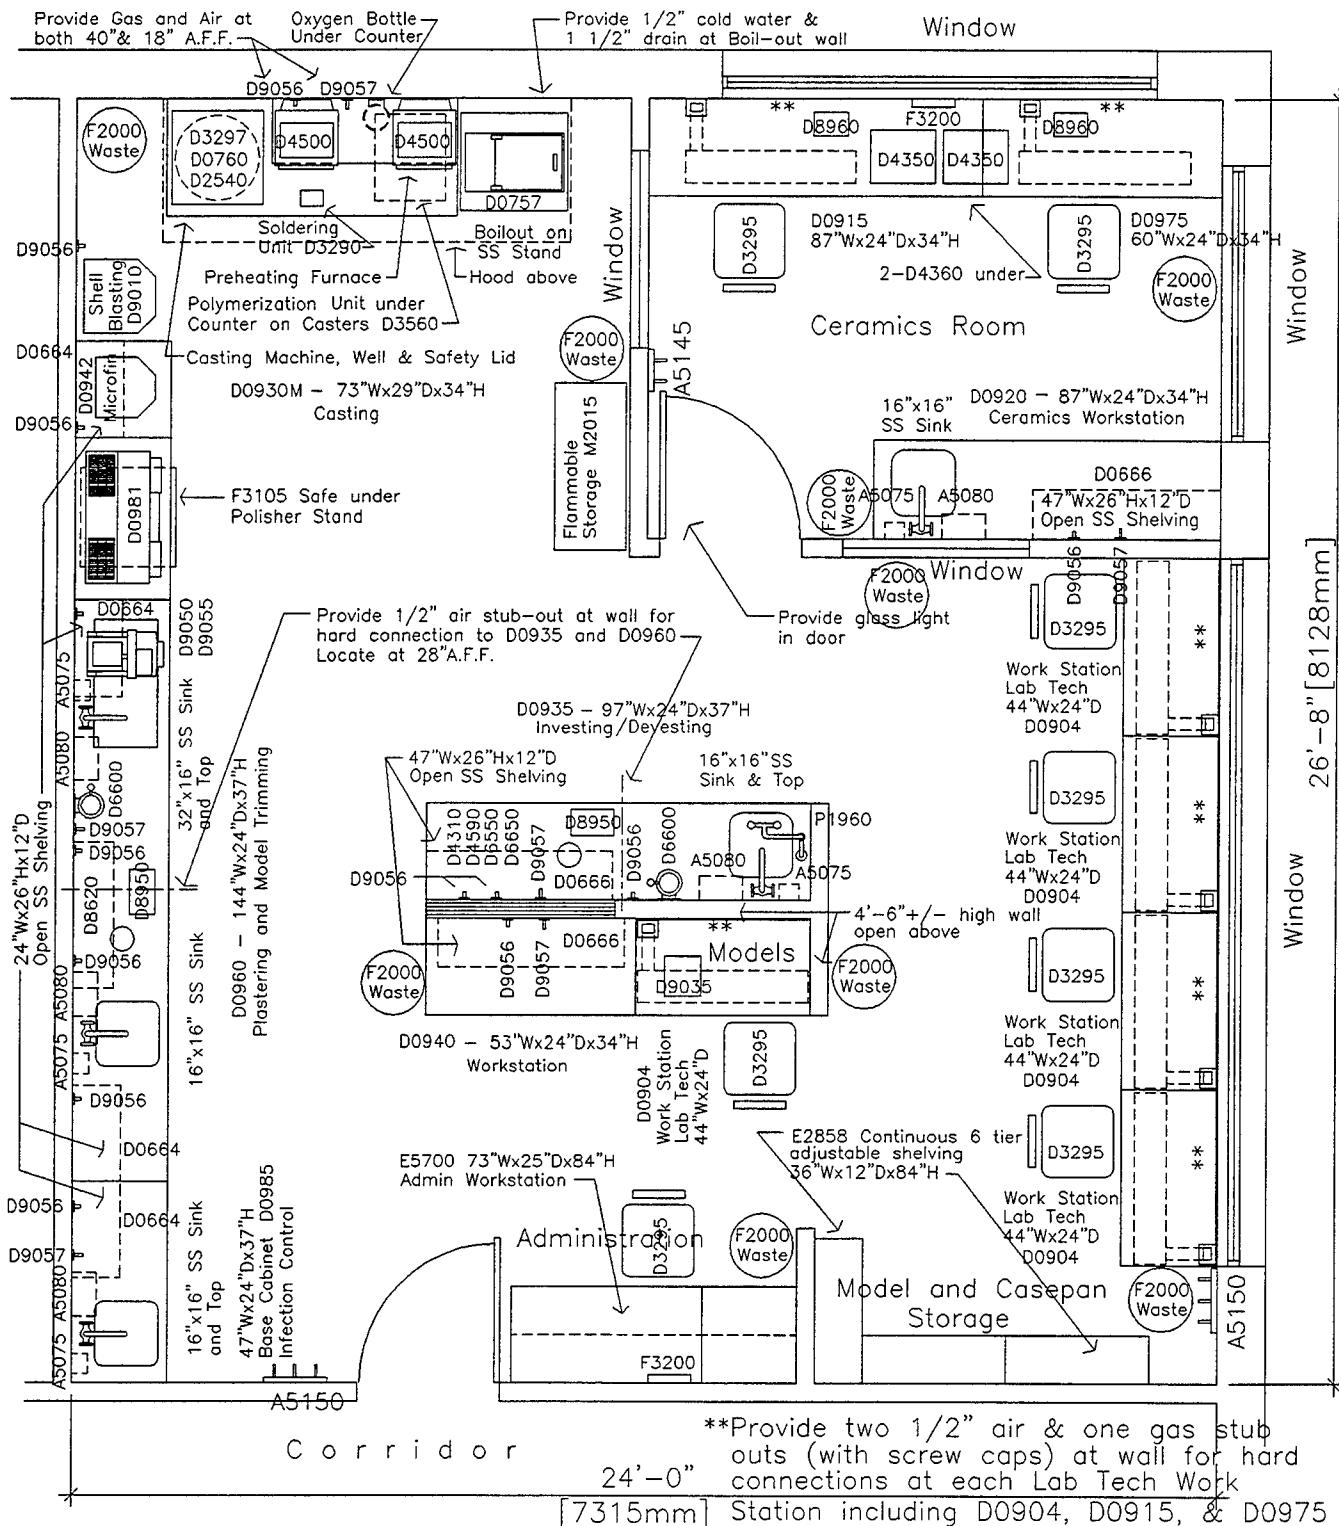 Provide Gas and Air at
both 40"& 18" A.F.F.
Oxygen Bottle
Under Counter
Provide 1/2" cold water &
1 1/2" drain at Boil-out wall
Window
D9056
D9057
**
F3200
**
F2000
Waste
D3297
D0760
D2540
D4500
D4500
D0757
D8960
D4350
D4350
D8960
Soldering
Unit D3290
Boilout on
SS Stand
Hood above
Preheating Furnace
Polymerization Unit under
Counter on Casters D3560
Casting Machine, Well & Safety Lid
D0930M - 73"Wx29"Dx34"H
Casting
Window
D3295
D0915
87"Wx24"Dx34"H
D3295
D0975
60"Wx24"Dx34"H
2-D4360 under
F2000
Waste
Window
Ceramics Room
D9056
Shell
Blasting
D9010
D0664
D0942
Microfin
D9056
F2000
Waste
A5145
Flammable
Storage M2015
16"x16"
SS Sink
D0920 - 87"Wx24"Dx34"H
Ceramics Workstation
F2000
Waste
A5075
A5080
D0666
47"Wx26"Hx12"D
Open SS Shelving
D0981
F3105 Safe under
Polisher Stand
D9056
D9057
Window
F2000
Waste
Provide glass light
in door
26'-8" [8128mm]
D0664
D9050
D9055
Provide 1/2" air stub-out at wall for
hard connection to D0935 and D0960
Locate at 28"A.F.F.
A5075
A5080
32"x16" SS Sink
and Top
D6600
D9057
D9056
D8620
D8950
24"Wx26"Hx12"D
Open SS Shelving
D0960 - 144"Wx24"Dx37"H
Plastering and Model Trimming
D9056
A5080
A5075
16"x16" SS Sink
D9056
D0664
D0935 - 97"Wx24"Dx37"H
Investing/Devesting
47"Wx26"Hx12"D
Open SS Shelving
16"x16"SS
Sink & Top
D4310
D4590
D6550
D6650
D9057
D8950
D9056
D6600
P1960
A5080
A5075
D9056
D0666
4'-6"+/- high wall
open above
D9056
D9057
D0666
**
Models
D9035
F2000
Waste
F2000
Waste
D0940 - 53"Wx24"Dx34"H
Workstation
D0904
Work Station
Lab Tech
44"Wx24"D
D3295
D3295
**
Work Station
Lab Tech
44"Wx24"D
D0904
D3295
**
Work Station
Lab Tech
44"Wx24"D
D0904
D3295
**
Work Station
Lab Tech
44"Wx24"D
D0904
D3295
**
Work Station
Lab Tech
44"Wx24"D
D0904
Window
E2858 Continuous 6 tier
adjustable shelving
36"Wx12"Dx84"H
E5700 73"Wx25"Dx84"H
Admin Workstation
D9056
D0664
D9057
A5080
A5075
16"x16" SS Sink
and Top
47"Wx24"Dx37"H
Base Cabinet D0985
Infection Control
Administration
D3295
F2000
Waste
Model and Casepan
Storage
F2000
Waste
A5150
F3200
A5150
Corridor
24'-0"
[7315mm]
**Provide two 1/2" air & one gas stub
outs (with screw caps) at wall for hard
connections at each Lab Tech Work
Station including D0904, D0915, & D0975